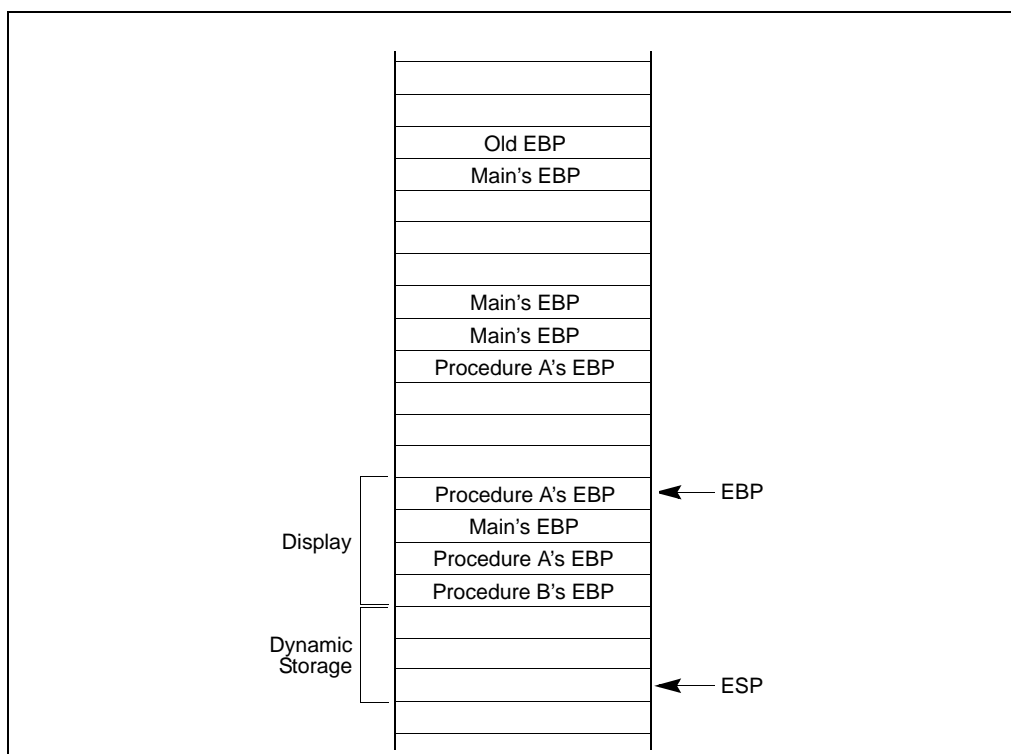 Old EBP
Main's EBP
Main's EBP
Main's EBP
Procedure A's EBP
Procedure A's EBP
EBP
Main's EBP
Display
Procedure A's EBP
Procedure B's EBP
Dynamic
Storage
ESP